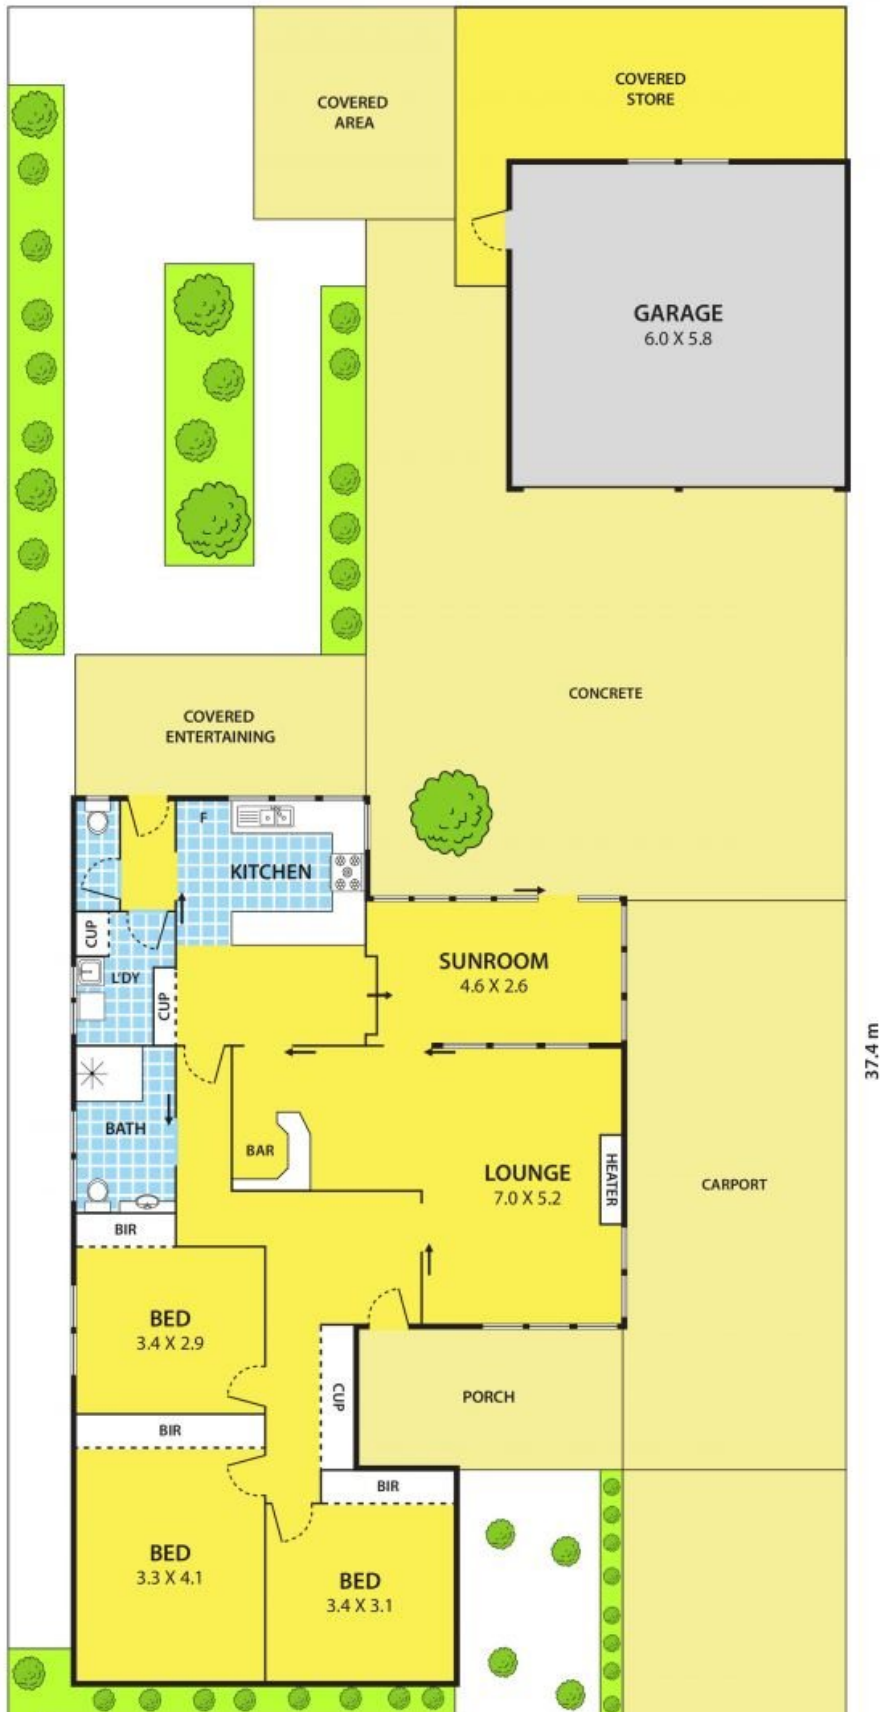 COVERED
STORE
COVERED
AREA
GARAGE
6.0 X 5.8
CONCRETE
COVERED
ENTERTAINING
F
KITCHEN
CUP
SUNROOM
4.6 X 2.6
L'DY
CUP
37.4 m
BATH
BAR
LOUNGE
7.0 X 5.2
HEATER
CARPORT
BIR
BED
3.4 X 2.9
CUP
PORCH
BIR
BIR
BED
3.3 X 4.1
BED
3.4 X 3.1